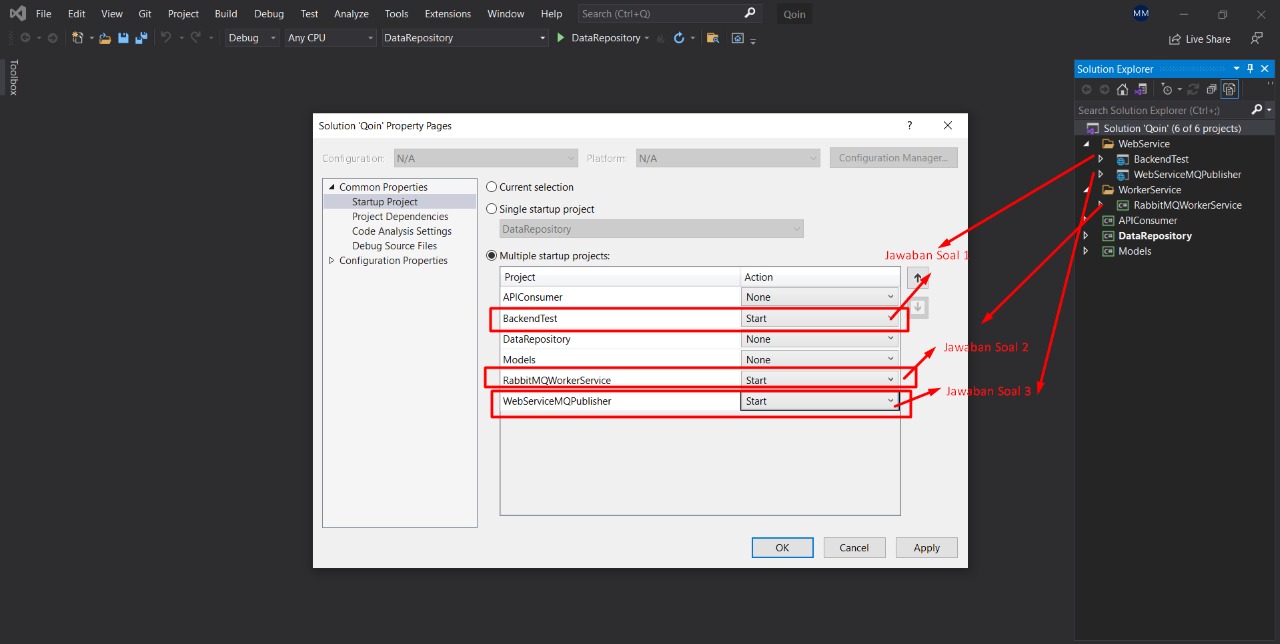 File Edit View Git Project Build Debug Test Analyze Tools Extensions Window Help Search (Ctrl+Q) Qoin MM
Debug Any CPU DataRepository DataRepository Live Share
Toolbox
Solution 'Qoin' Property Pages ? 
Configuration: N/A Platform: N/A Configuration Manager...
Common Properties
Startup Project
Project Dependencies
Code Analysis Settings
Debug Source Files
Configuration Properties
Current selection
Single startup project
DataRepository
Multiple startup projects:
Project Action
APIConsumer None
BackendTest Start
DataRepository None
Models None
RabbitMQWorkerService Start
WebServiceMQPublisher Start
OK Cancel Apply
Jawaban Soal 1
Jawaban Soal 2
Jawaban Soal 3
Solution Explorer
Search Solution Explorer (Ctrl+;)
Solution 'Qoin' (6 of 6 projects)
WebService
BackendTest
WebServiceMQPublisher
WorkerService
RabbitMQWorkerService
APIConsumer
DataRepository
Models